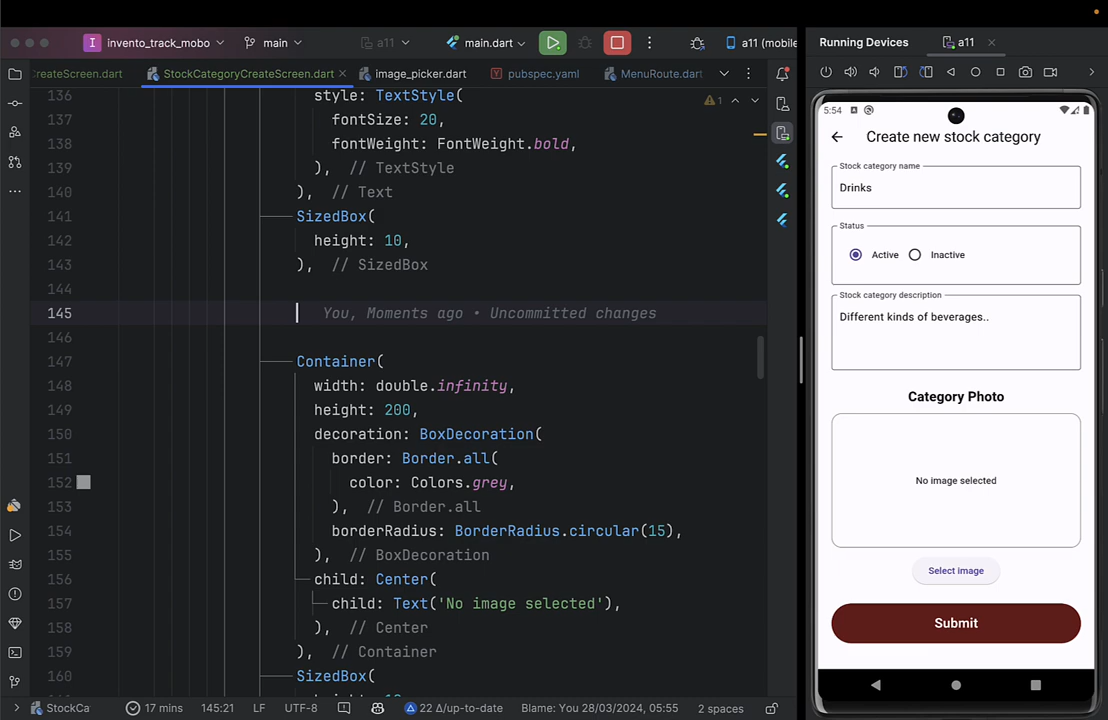 invento_track_mobo
main
a11
main.dart
a11 (mobile
Running Devices
a11
reateScreen.dart
StockCategoryCreateScreen.dart
image_picker.dart
pubspec.yaml
MenuRoute.dart
136 style: TextStyle(
1
137 fontSize: 20,
138 fontWeight: FontWeight.bold,
139 ), // TextStyle
140 ), // Text
141 SizedBox(
142 height: 10,
143 ), // SizedBox
144
145 You, Moments ago • Uncommitted changes
146
147 Container(
148 width: double.infinity,
149 height: 200,
150 decoration: BoxDecoration(
151 border: Border.all(
152 color: Colors.grey,
153 ), // Border.all
154 borderRadius: BorderRadius.circular(15),
155 ), // BoxDecoration
156 child: Center(
157 child: Text('No image selected'),
158 ), // Center
159 ), // Container
160 SizedBox(
StockCa
17 mins
145:21
LF
UTF-8
22 Δ/up-to-date
Blame: You 28/03/2024, 05:55
2 spaces
5:54
Create new stock category
Stock category name
Drinks
Status
Active
Inactive
Stock category description
Different kinds of beverages..
Category Photo
No image selected
Select image
Submit